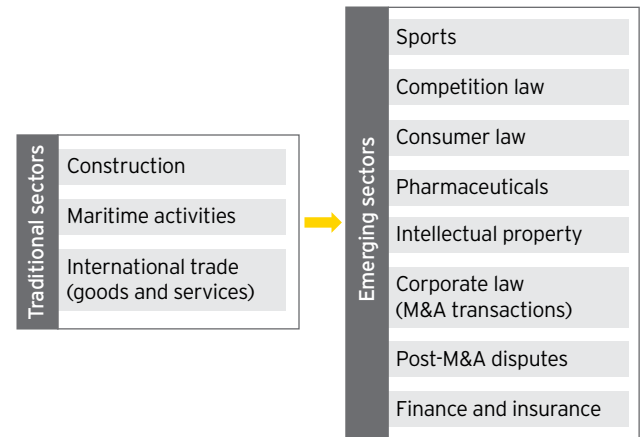 Traditional sectors
Construction
Maritime activities
International trade
(goods and services)
Emerging sectors
Sports
Competition law
Consumer law
Pharmaceuticals
Intellectual property
Corporate law
(M&A transactions)
Post-M&A disputes
Finance and insurance